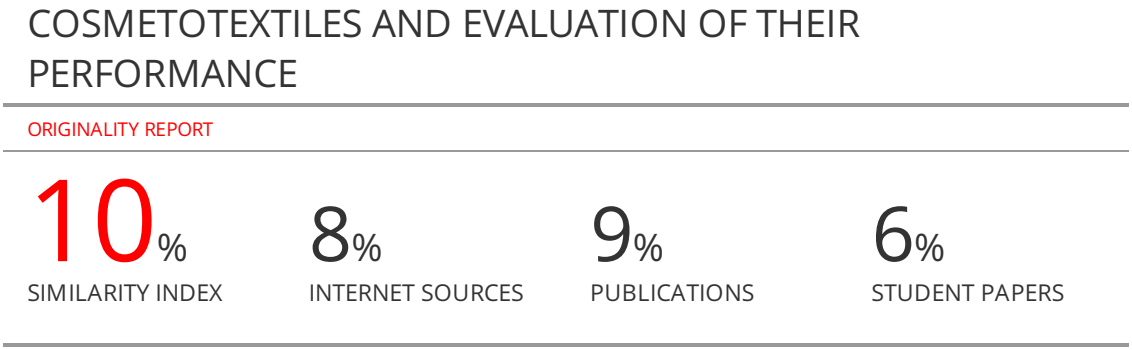 COSMETOTEXTILES AND EVALUATION OF THEIR
PERFORMANCE
ORIGINALITY REPORT
10% 8% 9% 6%
SIMILARITY INDEX INTERNET SOURCES PUBLICATIONS STUDENT PAPERS